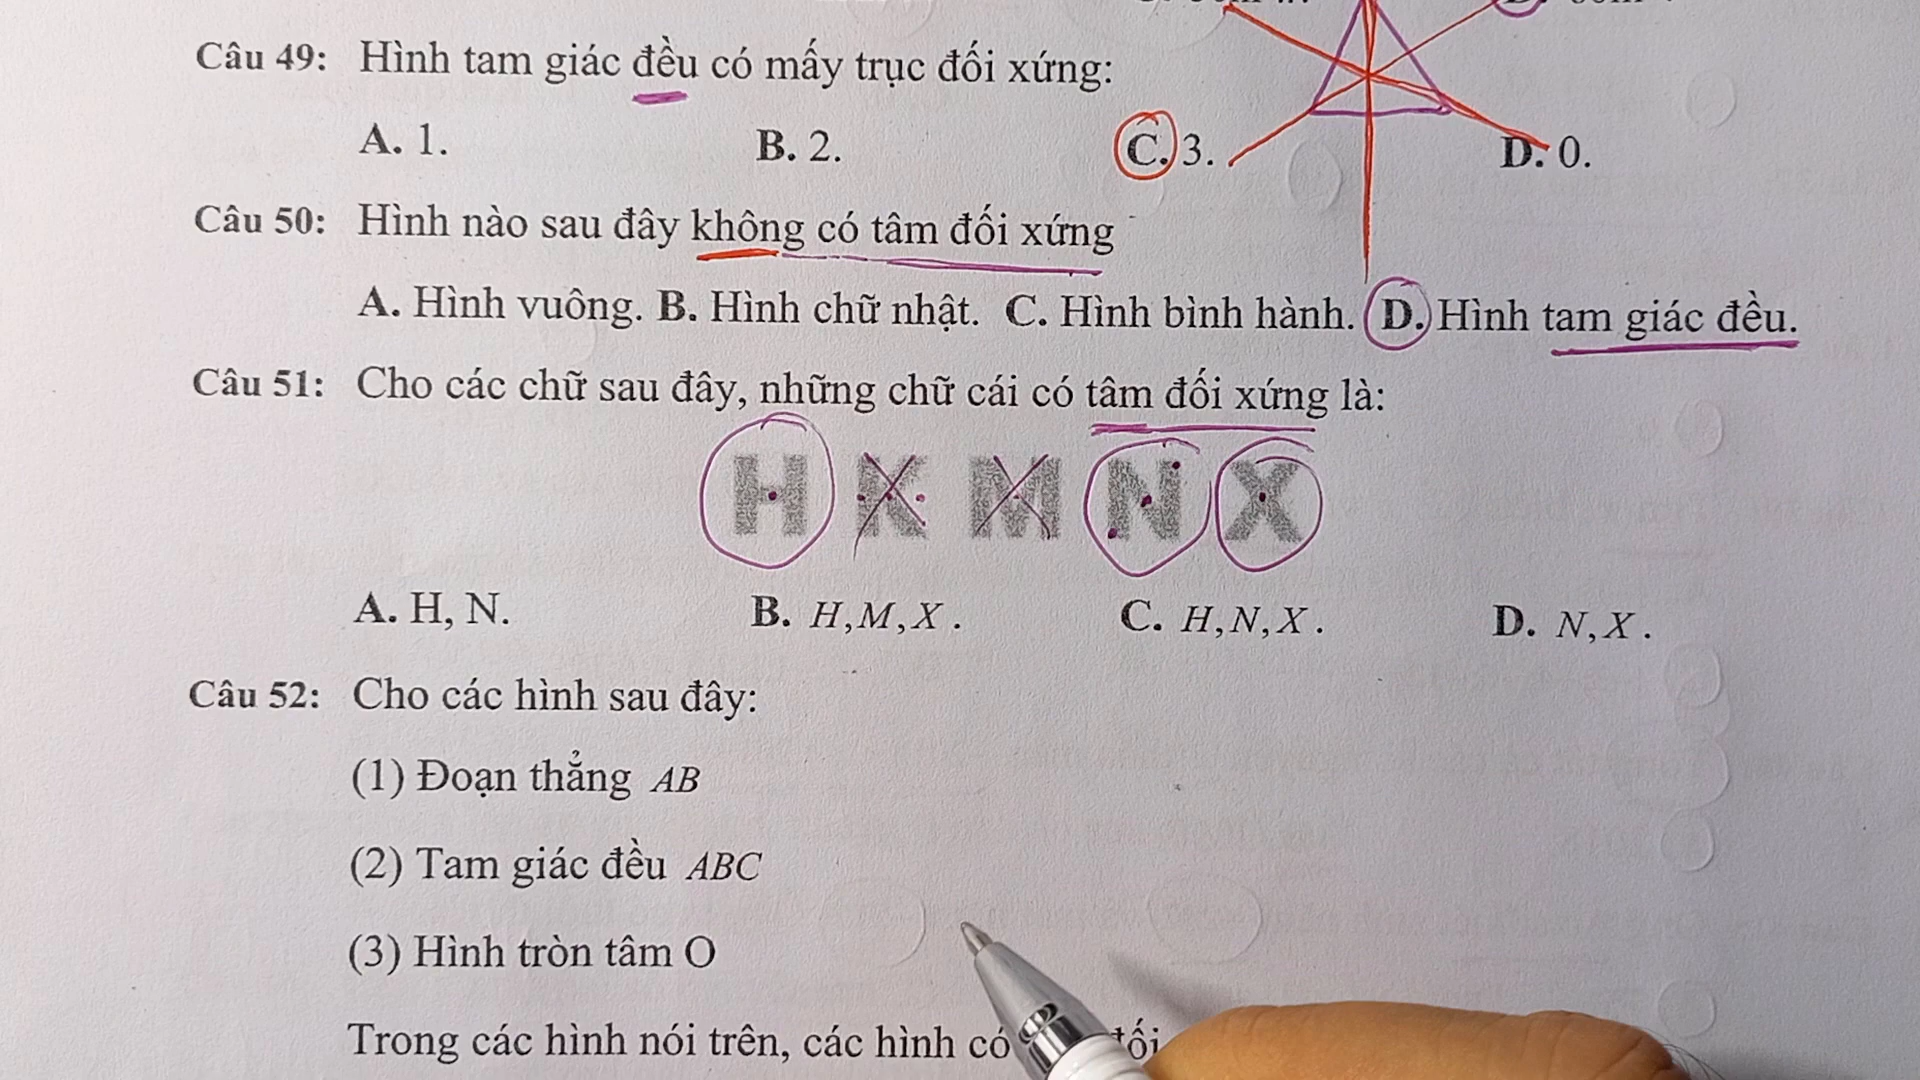 Câu 49: Hình tam giác đều có mấy trục đối xứng:
A. 1. B. 2. C. 3. D. 0.
Câu 50: Hình nào sau đây không có tâm đối xứng
A. Hình vuông. B. Hình chữ nhật. C. Hình bình hành. D. Hình tam giác đều.
Câu 51: Cho các chữ sau đây, những chữ cái có tâm đối xứng là:
H K M N X
A. H, N. B. H,M,X . C. H,N,X . D. N,X .
Câu 52: Cho các hình sau đây:
(1) Đoạn thẳng AB
(2) Tam giác đều ABC
(3) Hình tròn tâm O
Trong các hình nói trên, các hình có đối